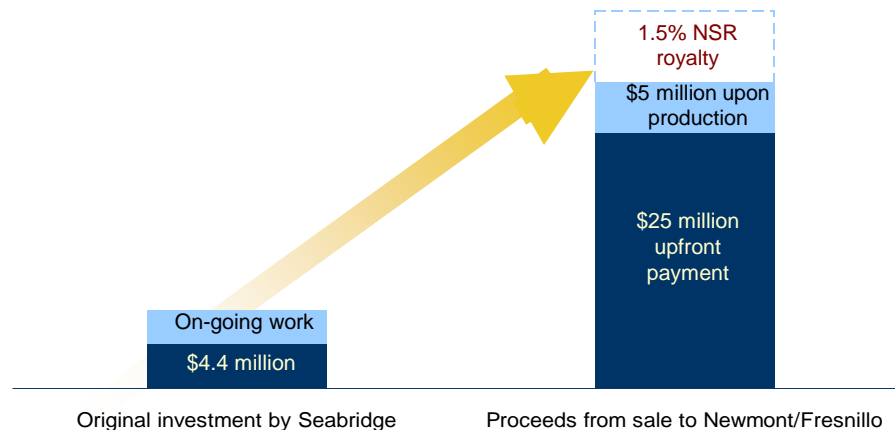 1.5% NSR
royalty
$5 million upon
production
$25 million
upfront
payment
On-going work
$4.4 million
Original investment by Seabridge
Proceeds from sale to Newmont/Fresnillo